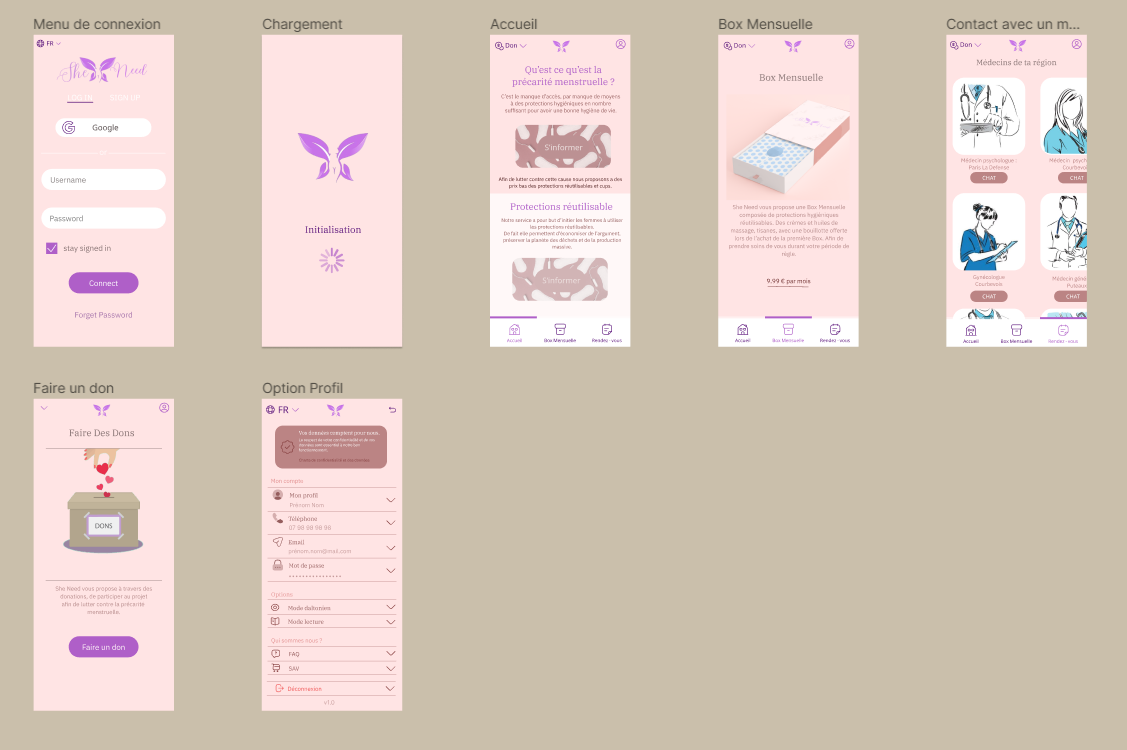 Menu de connexion
FR
She Need
LOG IN
SIGN UP
Google
Username
Password
stay signed in
Connect
Forget Password
Chargement
Initialisation
Accueil
Don
Qu'est ce qu'est la
précarité menstruelle ?
C'est le manque d'accès, par manque de moyens
à des protections hygiéniques en nombre
suffisant pour avoir une bonne hygiène de vie.
S'informer
Afin de lutter contre cette cause nous proposons a des
prix bas des protections réutilisables et cups.
Protections réutilisable
Notre service a pour but d'initier les femmes à utiliser
les protections réutilisables.
De fait elle permettent d'économiser de l'argument,
préserver la planète des déchets et de la production
massive.
S'informer
Accueil
Box Mensuelle
Rendez-vous
Box Mensuelle
Don
Box Mensuelle
She Need vous propose une Box Mensuelle
composée de protections hygiéniques
réutilisables. Des crèmes et huiles de
massage, tisanes, avec une bouillotte offerte
lors de l'achat de la première Box. Afin de
prendre soins de vous durant votre période de
règle.
9.99 € par mois
Accueil
Box Mensuelle
Rendez-vous
Contact avec un m...
Don
Médecins de ta région
Médecin psychologue :
Paris La Défense
CHAT
Médecin psych
Courbevoi
CHAT
Gynécologue
Courbevois
CHAT
Médecin géné
Puteaux
CHAT
Accueil
Box Mensuelle
Rendez-vous
Faire un don
Faire Des Dons
DONS
She Need vous propose à travers des
donations, de participer au projet
afin de lutter contre la précarité
menstruelle.
Faire un don
Option Profil
FR
Vos données comptent pour nous.
Mon compte
Mon profil
Prénom Nom
Téléphone
Email
prénom.nom@mail.com
Mot de passe
Options
Mode daltonien
Mode lecture
Qui sommes nous ?
FAQ
SAV
Déconnexion
v1.0